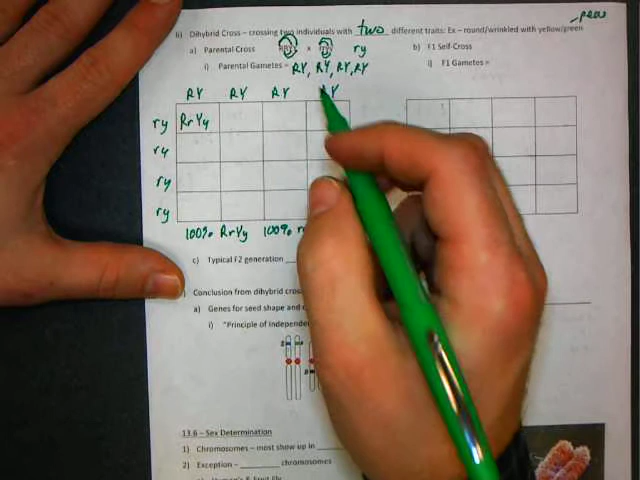 - peas
b) Dihybrid Cross – crossing two individuals with two different traits: Ex – round/wrinkled with yellow/green
a) Parental Cross RRYY x rryy ry b) F1 Self-Cross
i) Parental Gametes = RY, RY, RY, RY i) F1 Gametes =
RY RY RY RY
ry RrYy
ry
ry
ry
100% RrYy 100%
c) Typical F2 generation
Conclusion from dihybrid
a) Genes for seed shape and
i) "Principle of
13.6 – Sex Determination
1) Chromosomes – most show up in
2) Exception – chromosomes